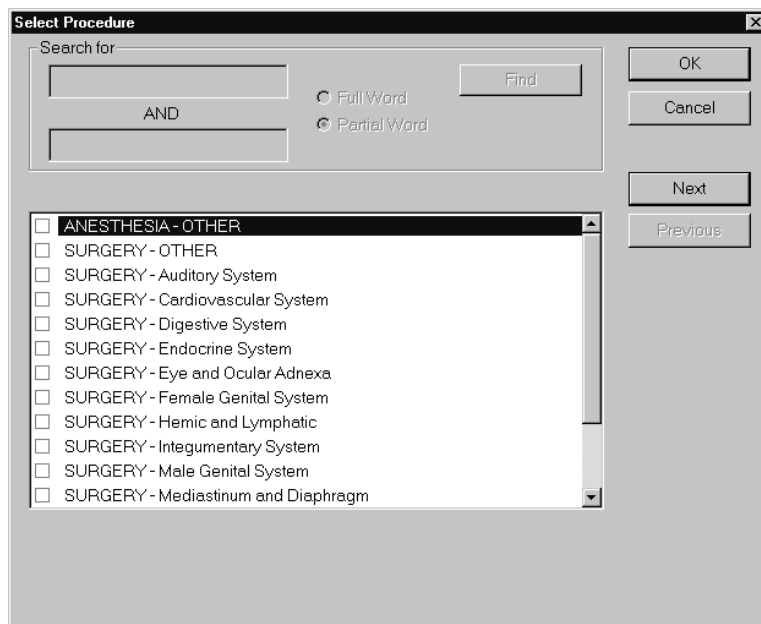 Select Procedure
Search for
AND
Full Word
Partial Word
Find
OK
Cancel
Next
Previous
ANESTHESIA - OTHER
SURGERY - OTHER
SURGERY - Auditory System
SURGERY - Cardiovascular System
SURGERY - Digestive System
SURGERY - Endocrine System
SURGERY - Eye and Ocular Adnexa
SURGERY - Female Genital System
SURGERY - Hemic and Lymphatic
SURGERY - Integumentary System
SURGERY - Male Genital System
SURGERY - Mediastinum and Diaphragm